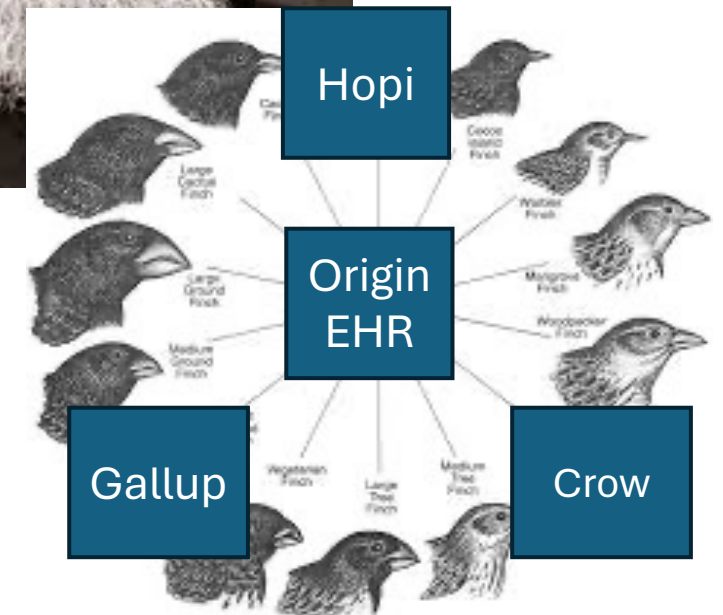 Hopi
Cocos
Island
Finch
Large
Cactus
Finch
Warbler
Finch
Origin
EHR
Large
Ground
Finch
Mangrove
Finch
Woodpecker
Finch
Medium
Ground
Finch
Gallup
Vegetarian
Finch
Large
Tree
Finch
Medium
Tree
Finch
Crow